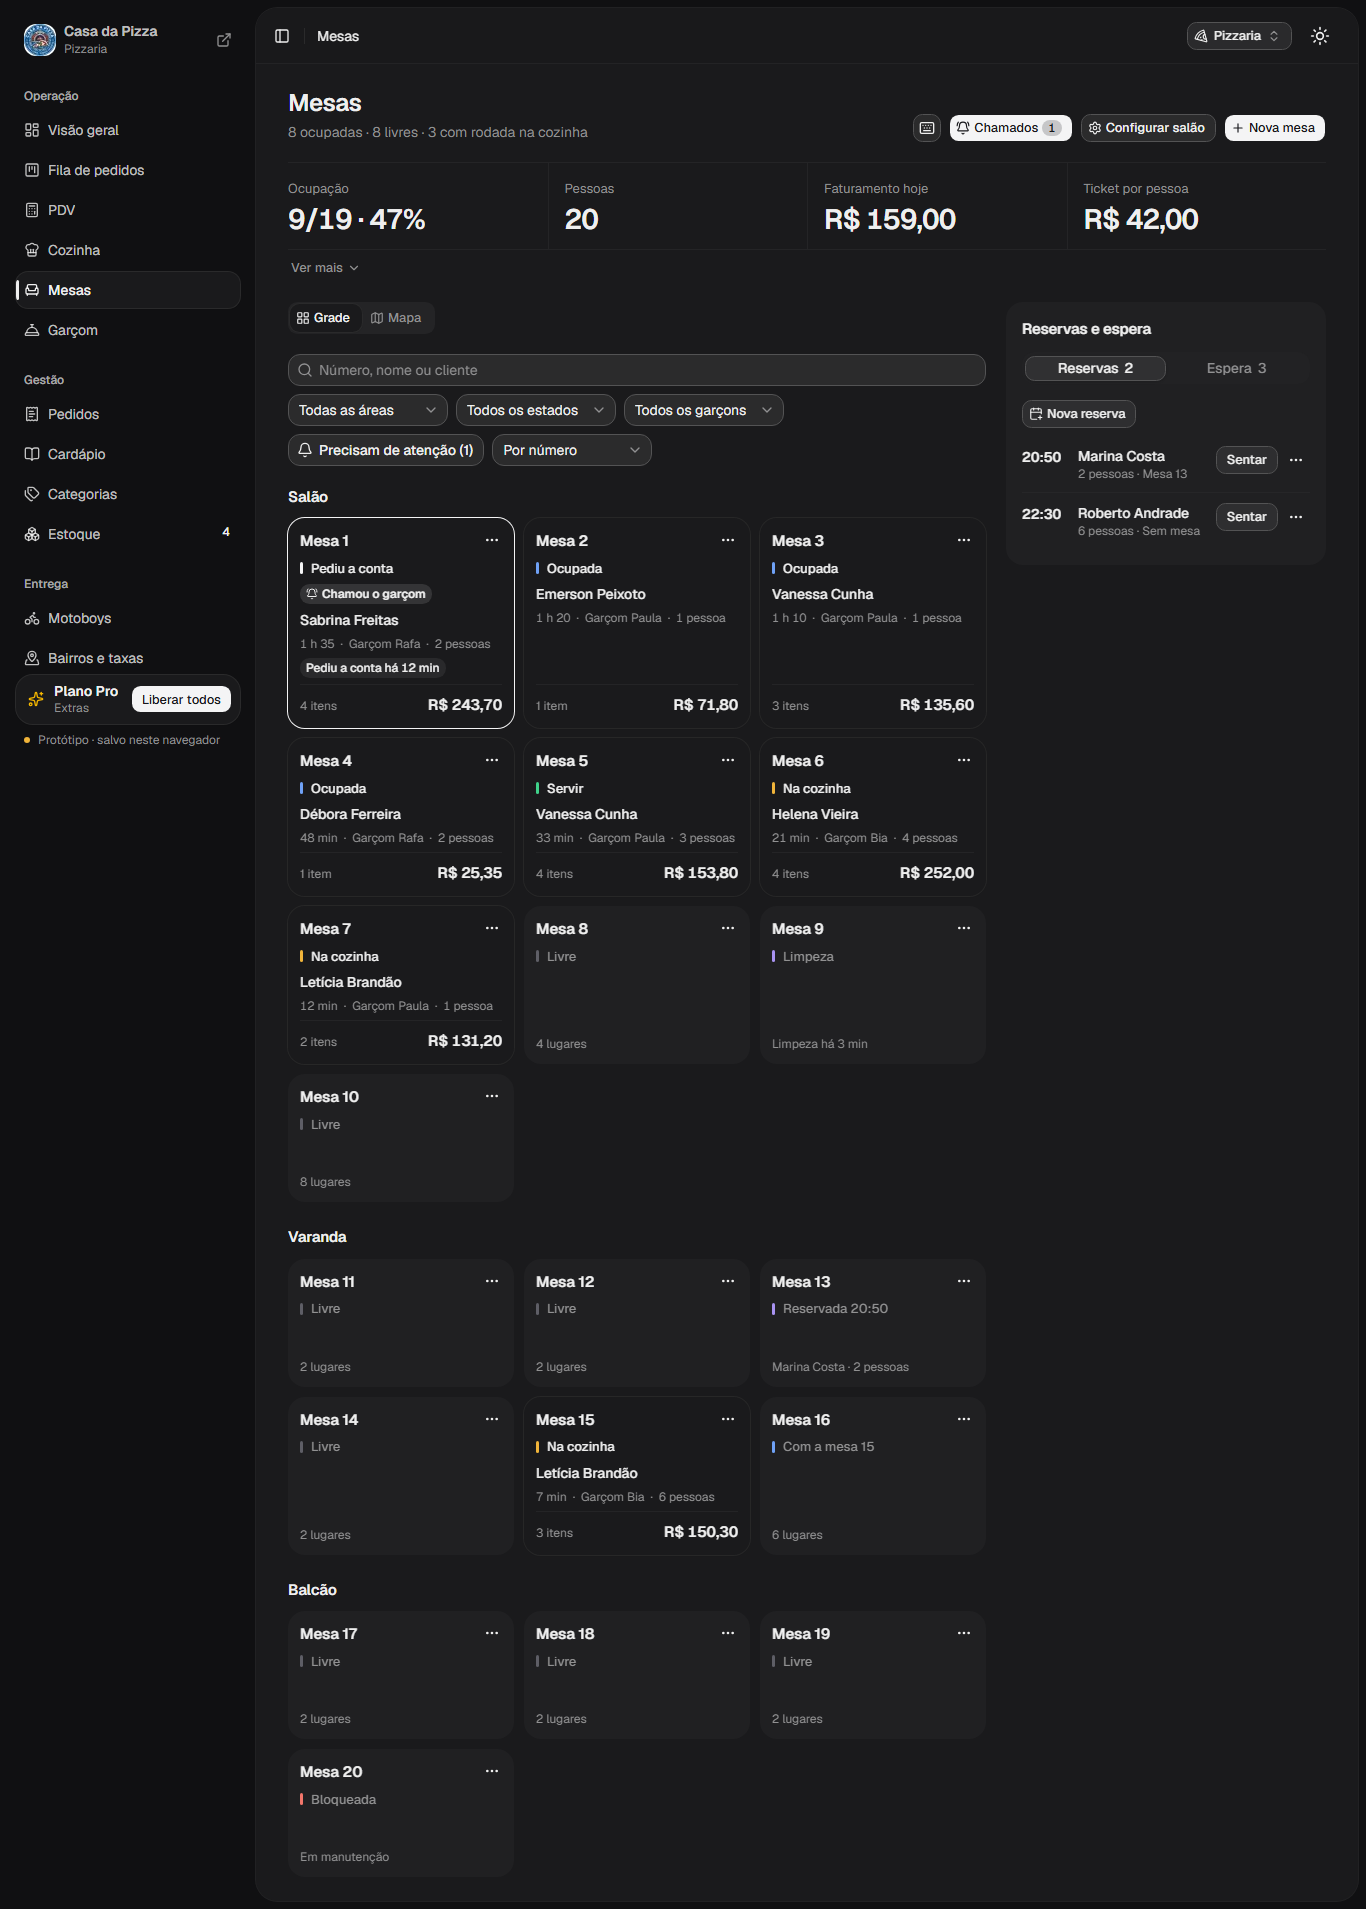 Casa da Pizza
Pizzaria
Operação
Visão geral
Fila de pedidos
PDV
Cozinha
Mesas
Garçom
Gestão
Pedidos
Cardápio
Categorias
Estoque 4
Entrega
Motoboys
Bairros e taxas
Plano Pro
Extras
Liberar todos
Protótipo · salvo neste navegador
Mesas
Pizzaria
Mesas
8 ocupadas · 8 livres · 3 com rodada na cozinha
Chamados 1
Configurar salão
Nova mesa
Ocupação
9/19 · 47%
Pessoas
20
Faturamento hoje
R$ 159,00
Ticket por pessoa
R$ 42,00
Ver mais
Grade
Mapa
Número, nome ou cliente
Todas as áreas
Todos os estados
Todos os garçons
Precisam de atenção (1)
Por número
Salão
Mesa 1
Pediu a conta
Chamou o garçom
Sabrina Freitas
1 h 35 · Garçom Rafa · 2 pessoas
Pediu a conta há 12 min
4 itens R$ 243,70
Mesa 2
Ocupada
Emerson Peixoto
1 h 20 · Garçom Paula · 1 pessoa
1 item R$ 71,80
Mesa 3
Ocupada
Vanessa Cunha
1 h 10 · Garçom Paula · 1 pessoa
3 itens R$ 135,60
Mesa 4
Ocupada
Débora Ferreira
48 min · Garçom Rafa · 2 pessoas
1 item R$ 25,35
Mesa 5
Servir
Vanessa Cunha
33 min · Garçom Paula · 3 pessoas
4 itens R$ 153,80
Mesa 6
Na cozinha
Helena Vieira
21 min · Garçom Bia · 4 pessoas
4 itens R$ 252,00
Mesa 7
Na cozinha
Letícia Brandão
12 min · Garçom Paula · 1 pessoa
2 itens R$ 131,20
Mesa 8
Livre
4 lugares
Mesa 9
Limpeza
Limpeza há 3 min
Mesa 10
Livre
8 lugares
Varanda
Mesa 11
Livre
2 lugares
Mesa 12
Livre
2 lugares
Mesa 13
Reservada 20:50
Marina Costa · 2 pessoas
Mesa 14
Livre
2 lugares
Mesa 15
Na cozinha
Letícia Brandão
7 min · Garçom Bia · 6 pessoas
3 itens R$ 150,30
Mesa 16
Com a mesa 15
6 lugares
Balcão
Mesa 17
Livre
2 lugares
Mesa 18
Livre
2 lugares
Mesa 19
Livre
2 lugares
Mesa 20
Bloqueada
Em manutenção
Reservas e espera
Reservas 2
Espera 3
Nova reserva
20:50 Marina Costa
2 pessoas · Mesa 13
Sentar
22:30 Roberto Andrade
6 pessoas · Sem mesa
Sentar